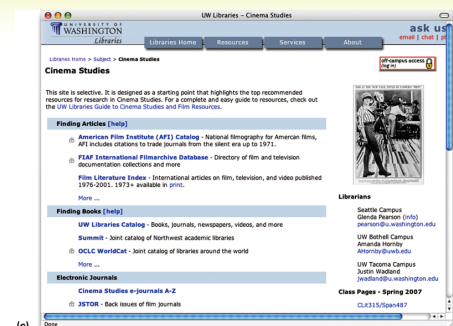 UW Libraries – Cinema Studies
UNIVERSITY OF
WASHINGTON
Libraries
Libraries Home
Resources
Services
About
ask us
email | chat |
Libraries Home > Subject > Cinema Studies
off-campus access
(log in)
Cinema Studies
This site is selective. It is designed as a starting point that highlights the top recommended
resources for research in Cinema Studies. For a complete and easy guide to resources, check out
the UW Libraries Guide to Cinema Studies and Film Resources.
Finding Articles [help]
American Film Institute (AFI) Catalog - National filmography for Amercan films,
AFI includes citations to trade journals from the silent era up to 1971.
FIAF International Filmarchive Database - Directory of film and television
documentation collections and more
Film Literature Index - International articles on film, television, and video published
1976-2001. 1973+ available in print.
More ...
Finding Books [help]
UW Libraries Catalog - Books, journals, newspapers, videos, and more
Summit - Joint catalog of Northwest academic libraries
OCLC WorldCat - Joint catalog of libraries around the world
More ...
Electronic Journals
Cinema Studies e-journals A-Z
JSTOR - Back issues of film journals
Librarians
Seattle Campus
Glenda Pearson (info)
pearson@u.washington.edu
UW Bothell Campus
Amanda Hornby
AHornby@uwb.edu
UW Tacoma Campus
Justin Wadland
jwadland@u.washington.edu
Class Pages - Spring 2007
CLit315/Span487
Done